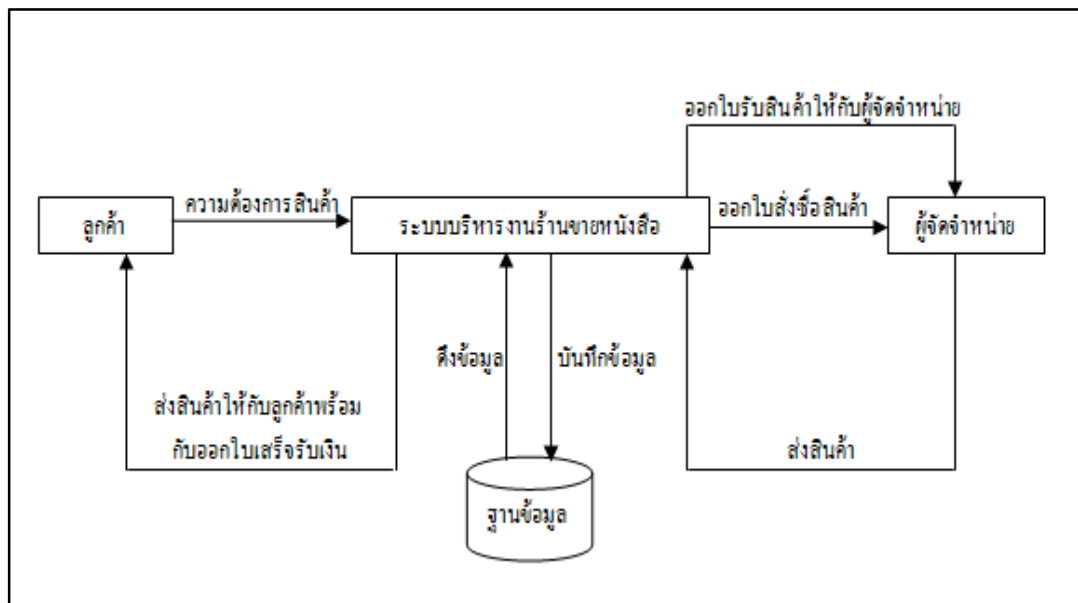 ออกใบรับสินค้าให้กับผู้จัดจำหน่าย
ความต้องการสินค้า
ออกใบสั่งซื้อสินค้า
ลูกค้า
ระบบบริหารงานร้านขายหนังสือ
ผู้จัดจำหน่าย
ดึงข้อมูล
บันทึกข้อมูล
ส่งสินค้าให้กับลูกค้าพร้อม
กับออกใบเสร็จรับเงิน
ส่งสินค้า
ฐานข้อมูล